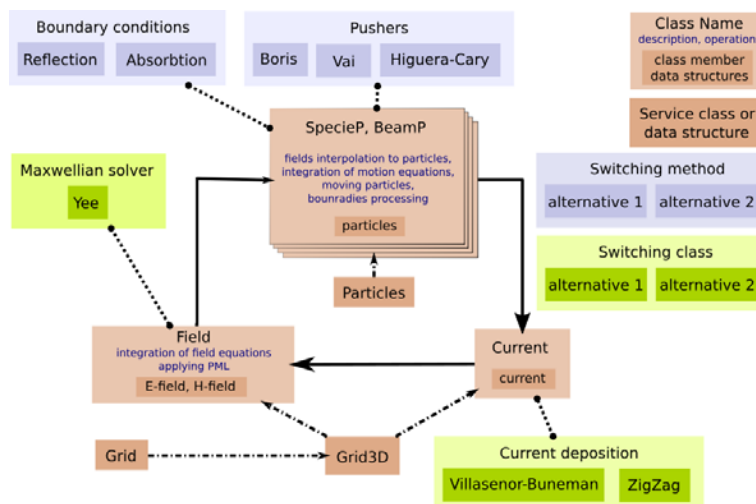 Boundary conditions
Reflection
Absorbtion
Pushers
Boris
Vai
Higuera-Cary
Class Name
description, operation
class member
data structures
Service class or
data structure
SpecieP, BeamP
fields interpolation to particles,
integration of motion equations,
moving particles,
bounradies processing
particles
Maxwellian solver
Yee
Switching method
alternative 1
alternative 2
Switching class
alternative 1
alternative 2
Particles
Field
integration of field equations
applying PML
E-field, H-field
Current
current
Grid
Grid3D
Current deposition
Villasenor-Buneman
ZigZag